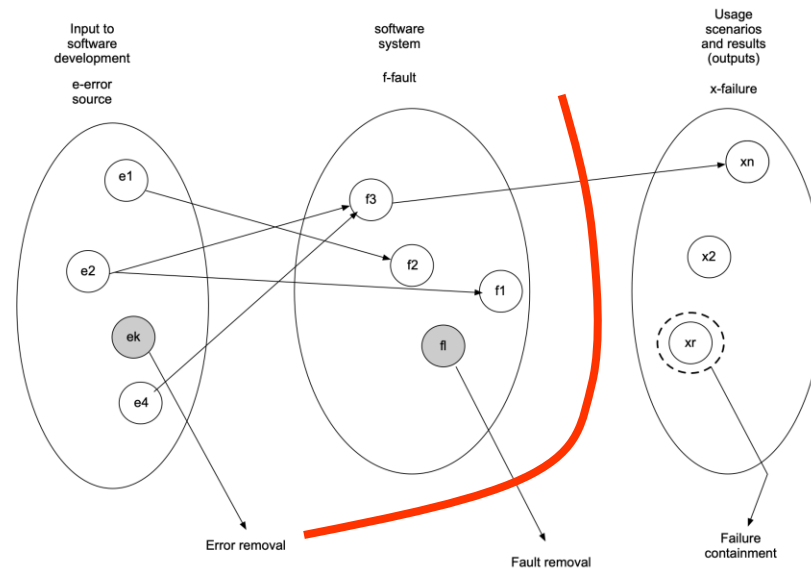 Input to
software
development
e-error
source
software
system
f-fault
Usage
scenarios
and results
(outputs)
x-failure
e1
e2
ek
e4
f3
f2
f1
fl
xn
x2
xr
Error removal
Fault removal
Failure
containment